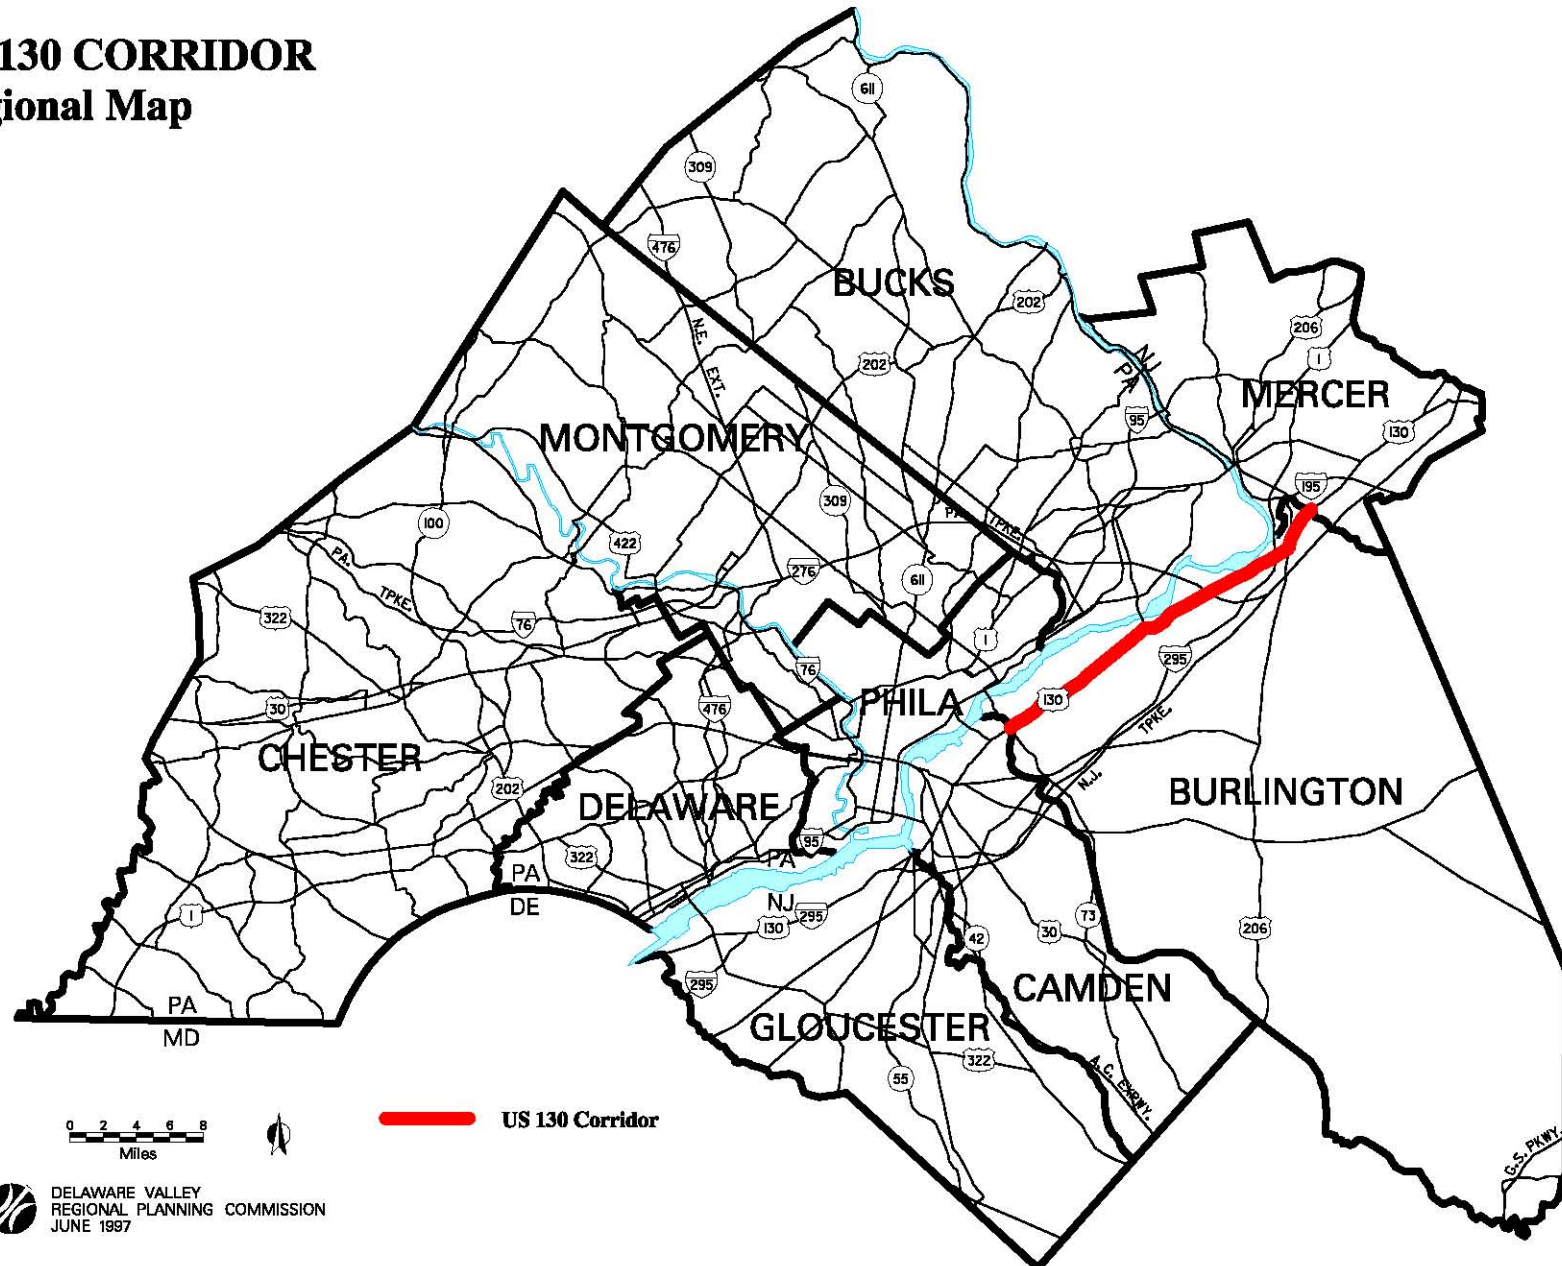 130 CORRIDOR
gional Map
611
309
476
BUCKS
202
206
1
N.E. EXT.
202
NJ
PA
MERCER
95
130
MONTGOMERY
195
309
100
PA. TPKE.
422
PA. TPKE.
276
611
322
76
1
76
295
30
476
PHILA
130
N.J. TPKE.
CHESTER
202
DELAWARE
BURLINGTON
95
322
PA
PA
DE
NJ
1
295
130
73
30
206
42
295
CAMDEN
PA
MD
GLOUCESTER
322
55
A.C. EXPWY.
0 2 4 6 8
Miles
US 130 Corridor
G.S. PKWY.
DELAWARE VALLEY
REGIONAL PLANNING COMMISSION
JUNE 1997